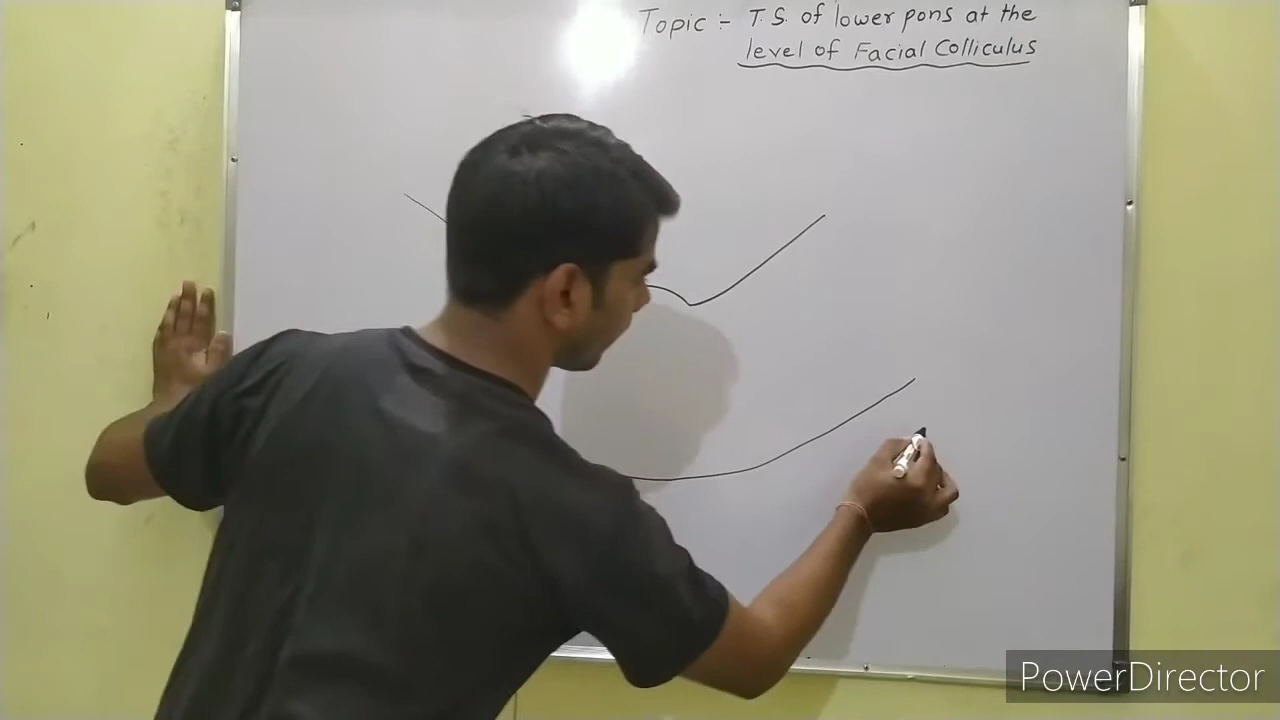 Topic :- T.S. of lower pons at the
level of Facial Colliculus
PowerDirector